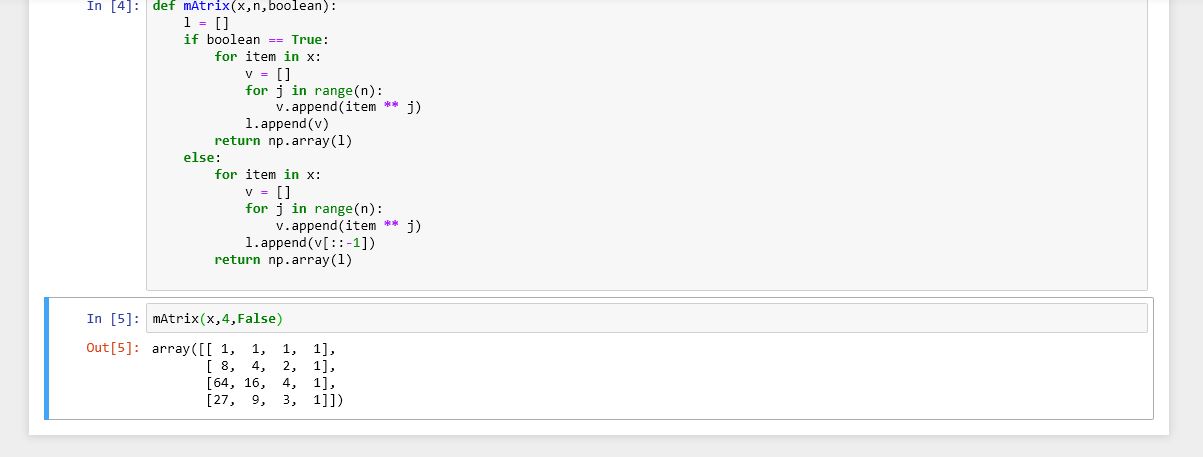 In [4]: def mAtrix(x,n,boolean):
    l = []
    if boolean == True:
        for item in x:
            v = []
            for j in range(n):
                v.append(item ** j)
            l.append(v)
        return np.array(l)
    else:
        for item in x:
            v = []
            for j in range(n):
                v.append(item ** j)
            l.append(v[::-1])
        return np.array(l)
In [5]: mAtrix(x,4,False)
Out[5]: array([[ 1,  1,  1,  1],
       [ 8,  4,  2,  1],
       [64, 16,  4,  1],
       [27,  9,  3,  1]])